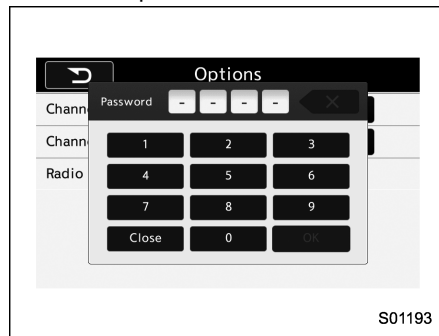 Options
Password - - - -
Chann
1 2 3
Chann
4 5 6
Radio
7 8 9
Close 0 OK
S01193